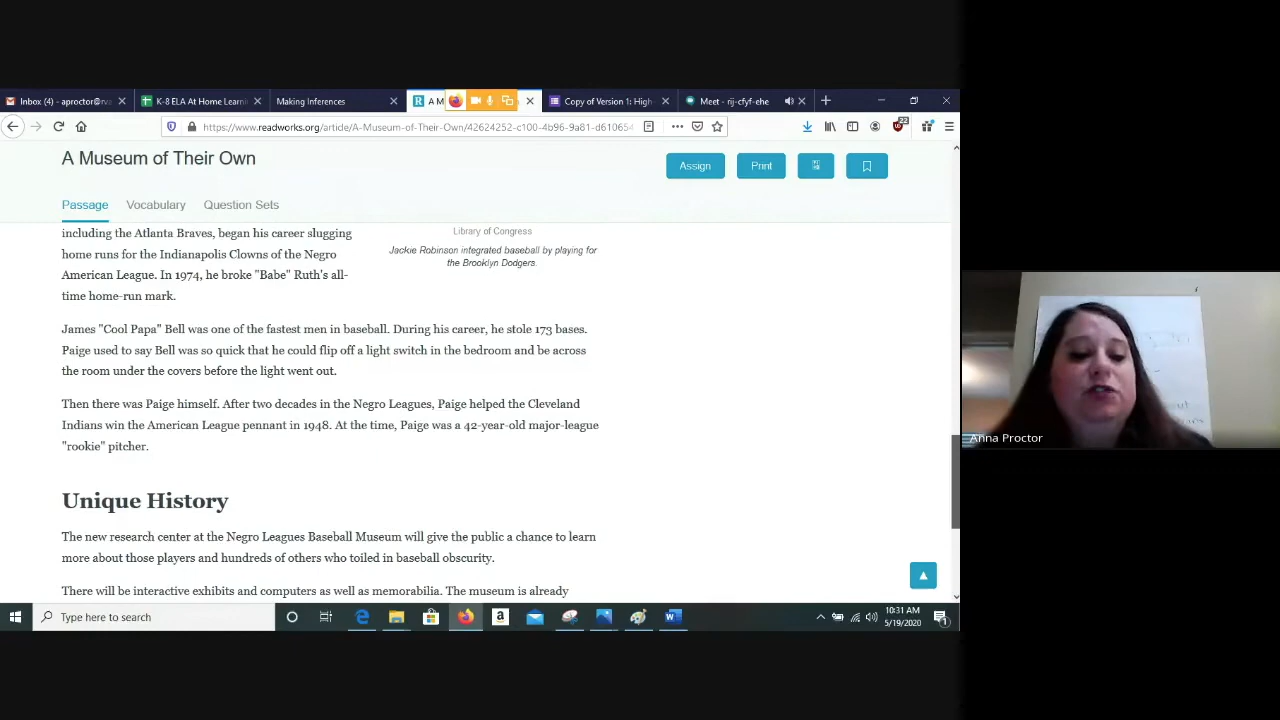 Inbox (4) - aproctor@rva
K-8 ELA At Home Learni
Making Inferences
A M
Copy of Version 1: High-
Meet - rij-cfyf-ehe
https://www.readworks.org/article/A-Museum-of-Their-Own/42624252-c100-4b96-9a81-d61065
22
A Museum of Their Own
Assign
Print
Passage
Vocabulary
Question Sets
including the Atlanta Braves, began his career slugging
home runs for the Indianapolis Clowns of the Negro
American League. In 1974, he broke "Babe" Ruth's all-
time home-run mark.
Library of Congress
Jackie Robinson integrated baseball by playing for
the Brooklyn Dodgers.
James "Cool Papa" Bell was one of the fastest men in baseball. During his career, he stole 173 bases.
Paige used to say Bell was so quick that he could flip off a light switch in the bedroom and be across
the room under the covers before the light went out.
Then there was Paige himself. After two decades in the Negro Leagues, Paige helped the Cleveland
Indians win the American League pennant in 1948. At the time, Paige was a 42-year-old major-league
"rookie" pitcher.
Unique History
The new research center at the Negro Leagues Baseball Museum will give the public a chance to learn
more about those players and hundreds of others who toiled in baseball obscurity.
There will be interactive exhibits and computers as well as memorabilia. The museum is already
Anna Proctor
Type here to search
10:31 AM
5/19/2020